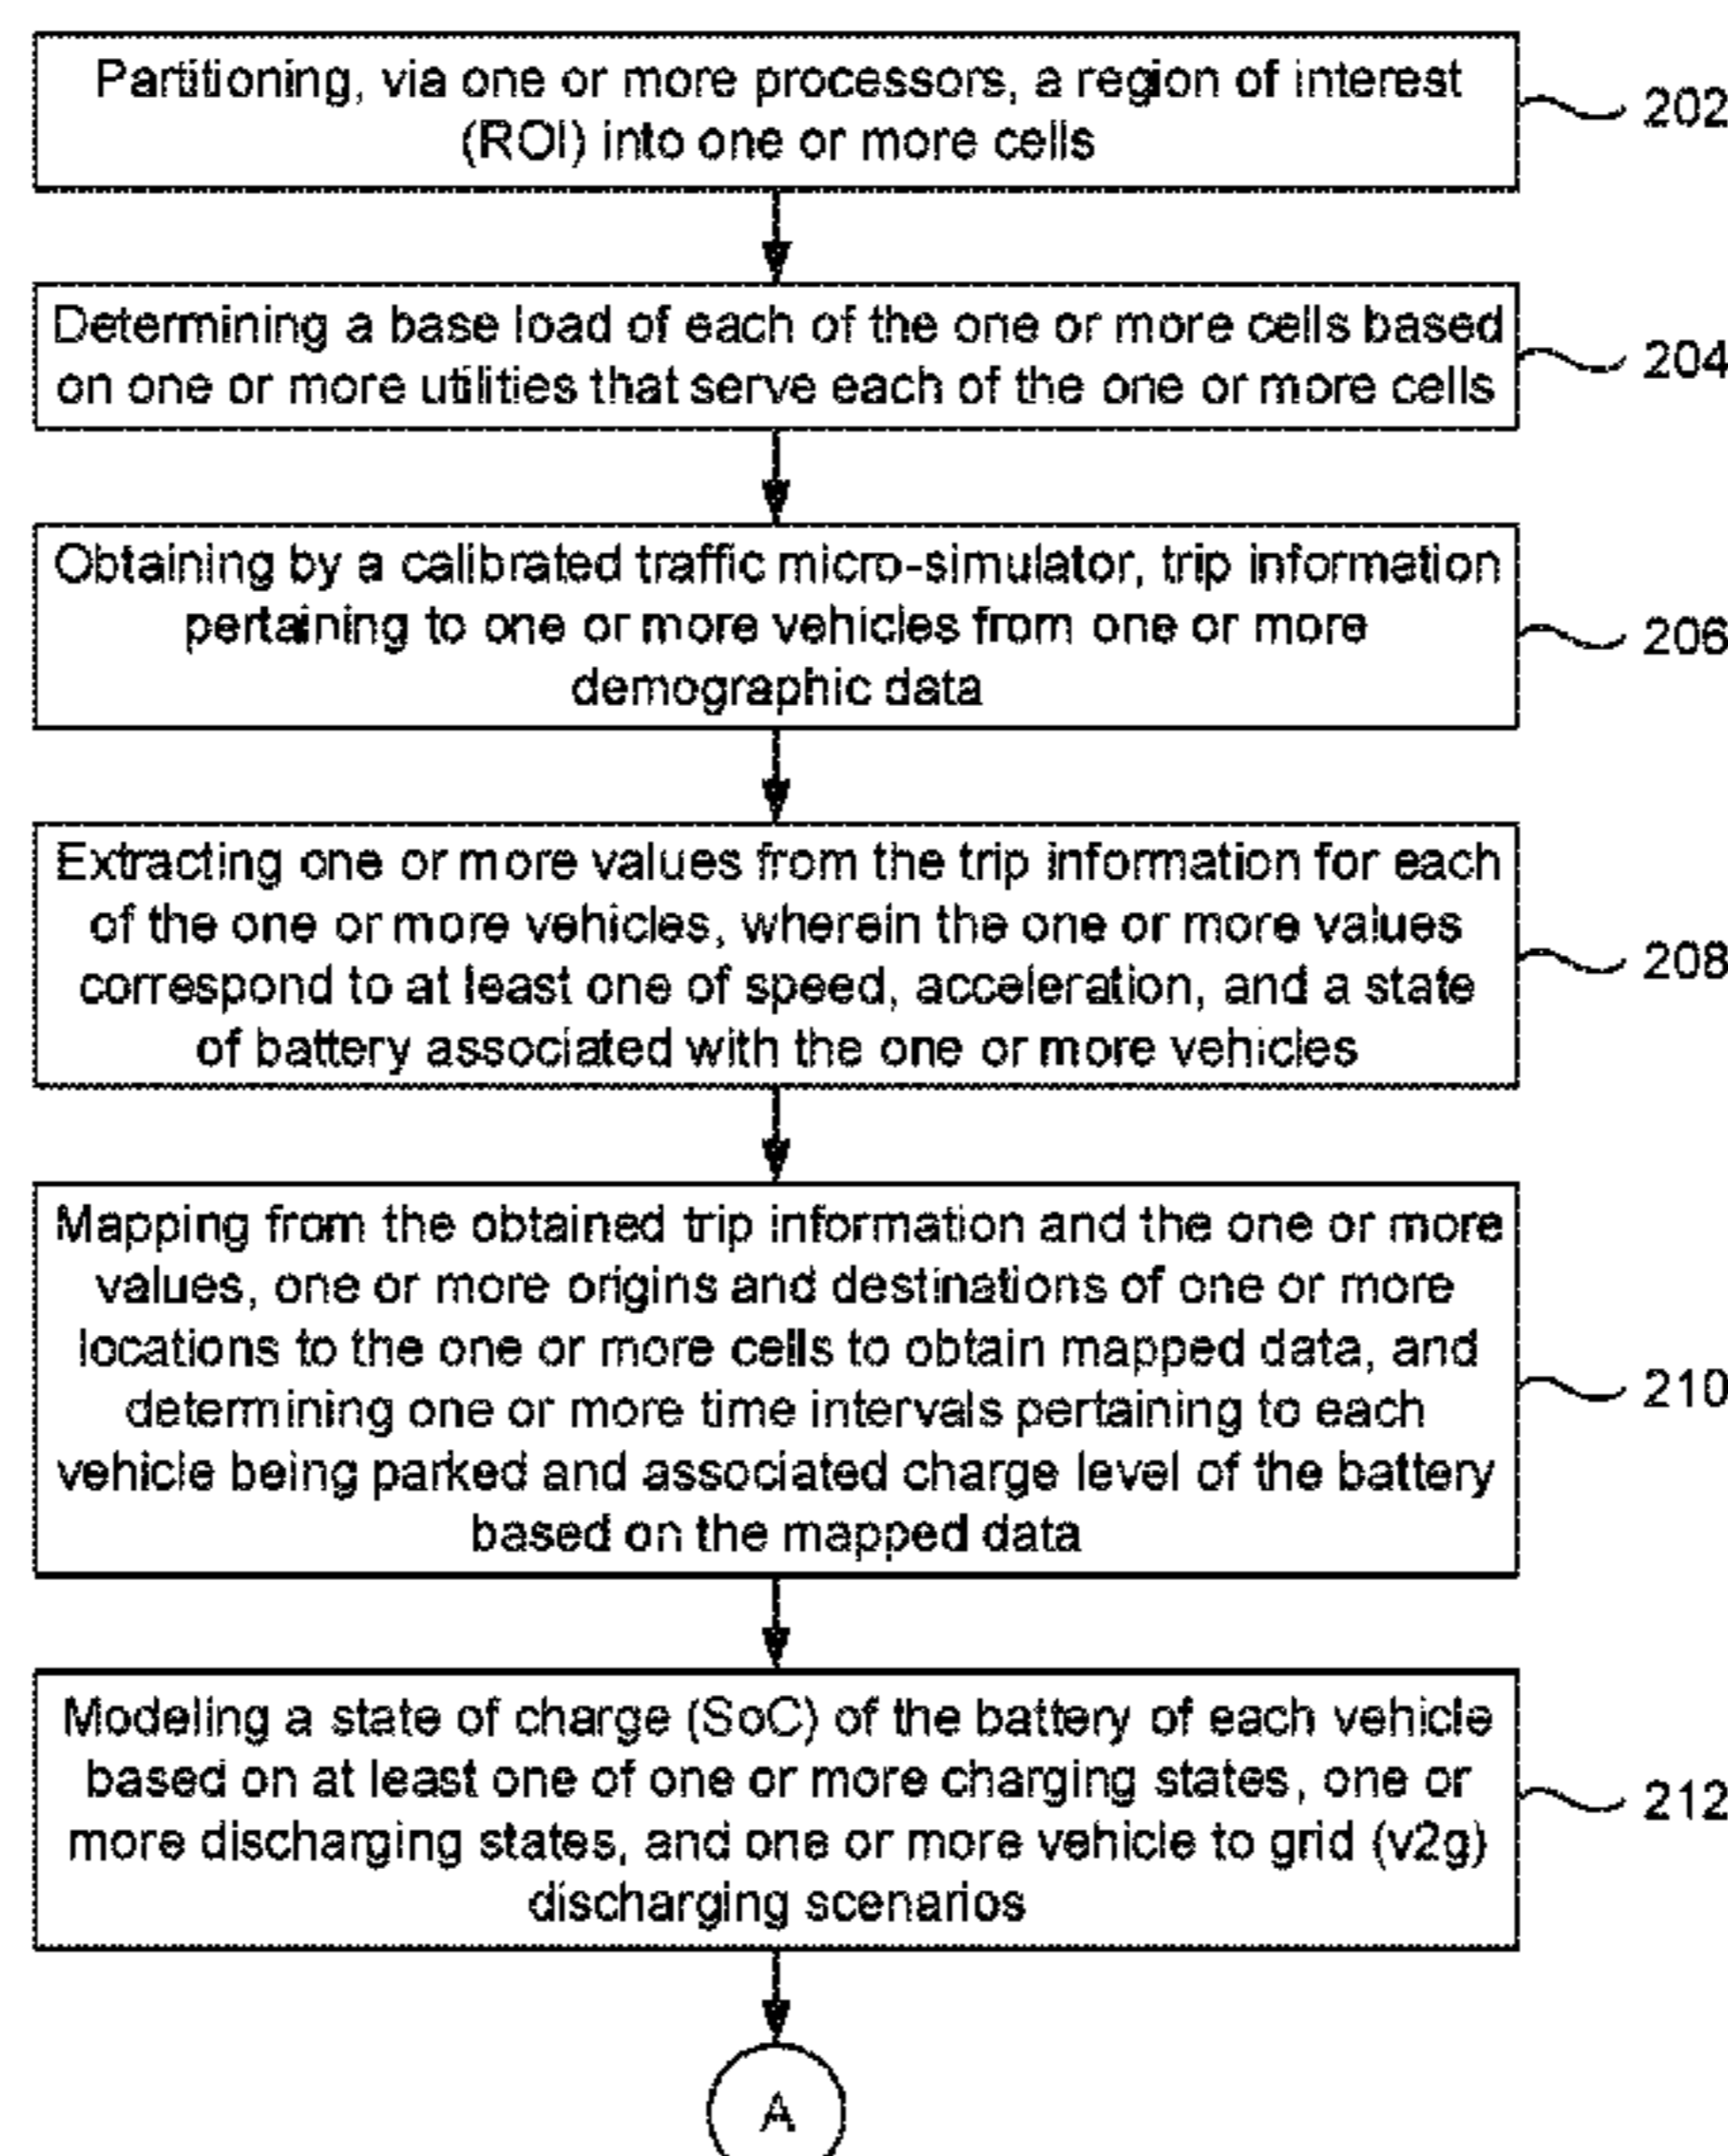 Partitioning, via one or more processors, a region of interest
(ROI) into one or more cells
202
Determining a base load of each of the one or more cells based
on one or more utilities that serve each of the one or more cells
204
Obtaining by a calibrated traffic micro-simulator, trip information
pertaining to one or more vehicles from one or more
demographic data
206
Extracting one or more values from the trip information for each
of the one or more vehicles, wherein the one or more values
correspond to at least one of speed, acceleration, and a state
of battery associated with the one or more vehicles
208
Mapping from the obtained trip information and the one or more
values, one or more origins and destinations of one or more
locations to the one or more cells to obtain mapped data, and
determining one or more time intervals pertaining to each
vehicle being parked and associated charge level of the battery
based on the mapped data
210
Modeling a state of charge (SoC) of the battery of each vehicle
based on at least one of one or more charging states, one or
more discharging states, and one or more vehicle to grid (v2g)
discharging scenarios
212
A